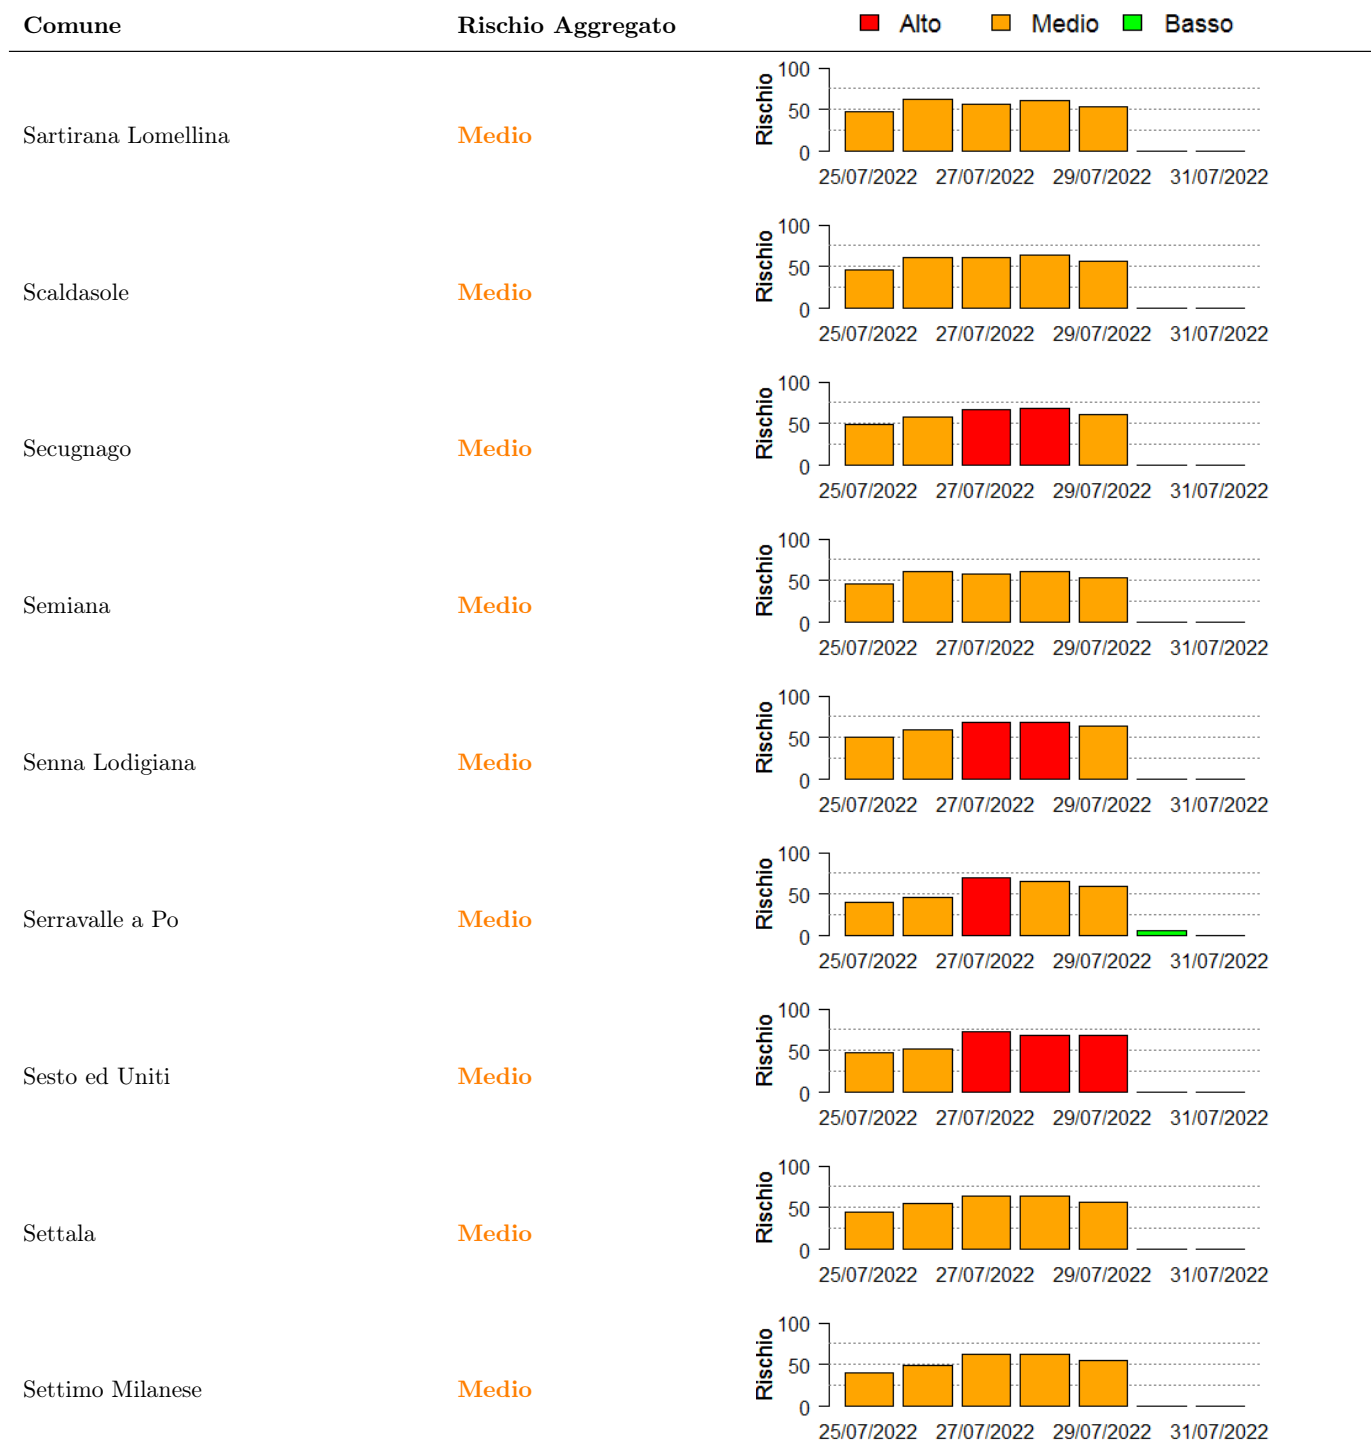 Comune Rischio Aggregato Alto Medio Basso
Sartirana Lomellina Medio
Rischio
100
50
0
25/07/2022 27/07/2022 29/07/2022 31/07/2022
Scaldasole Medio
Rischio
100
50
0
25/07/2022 27/07/2022 29/07/2022 31/07/2022
Secugnago Medio
Rischio
100
50
0
25/07/2022 27/07/2022 29/07/2022 31/07/2022
Semiana Medio
Rischio
100
50
0
25/07/2022 27/07/2022 29/07/2022 31/07/2022
Senna Lodigiana Medio
Rischio
100
50
0
25/07/2022 27/07/2022 29/07/2022 31/07/2022
Serravalle a Po Medio
Rischio
100
50
0
25/07/2022 27/07/2022 29/07/2022 31/07/2022
Sesto ed Uniti Medio
Rischio
100
50
0
25/07/2022 27/07/2022 29/07/2022 31/07/2022
Settala Medio
Rischio
100
50
0
25/07/2022 27/07/2022 29/07/2022 31/07/2022
Settimo Milanese Medio
Rischio
100
50
0
25/07/2022 27/07/2022 29/07/2022 31/07/2022